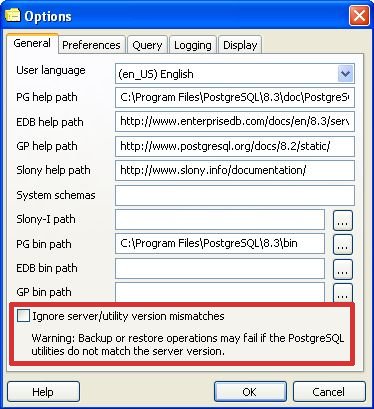 Options
General Preferences Query Logging Display
User language (en_US) English
PG help path C:\Program Files\PostgreSQL\8.3\doc\PostgreSQ
EDB help path http://www.enterprisedb.com/docs/en/8.3/serv
GP help path http://www.postgresql.org/docs/8.2/static/
Slony help path http://www.slony.info/documentation/
System schemas
Slony-I path ...
PG bin path C:\Program Files\PostgreSQL\8.3\bin ...
EDB bin path ...
GP bin path ...
Ignore server/utility version mismatches
Warning: Backup or restore operations may fail if the PostgreSQL
utilities do not match the server version.
Help OK Cancel